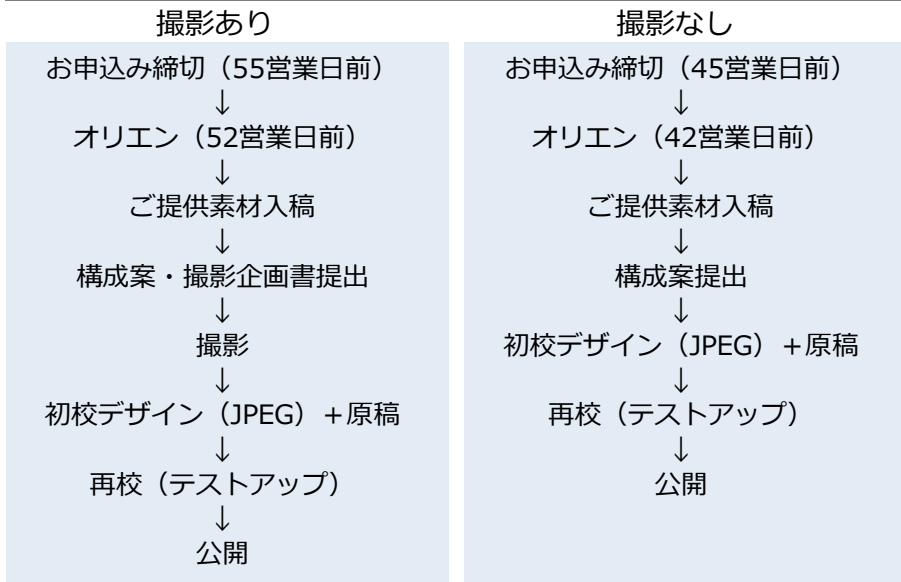 撮影あり
お申込み締切（55営業日前）
↓
オリエン（52営業日前）
↓
ご提供素材入稿
↓
構成案・撮影企画書提出
↓
撮影
↓
初校デザイン（JPEG）＋原稿
↓
再校（テストアップ）
↓
公開
撮影なし
お申込み締切（45営業日前）
↓
オリエン（42営業日前）
↓
ご提供素材入稿
↓
構成案提出
↓
初校デザイン（JPEG）＋原稿
↓
再校（テストアップ）
↓
公開